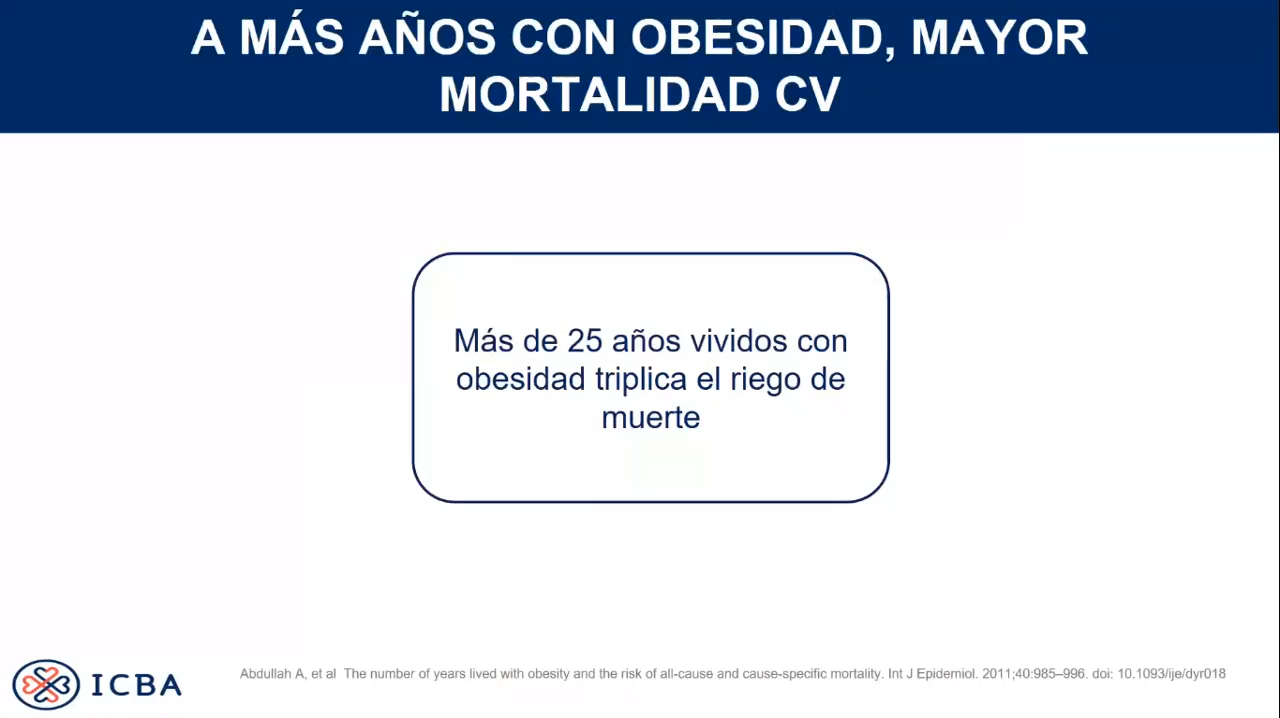 A MÁS AÑOS CON OBESIDAD, MAYOR
MORTALIDAD CV
Más de 25 años vividos con
obesidad triplica el riego de
muerte
ICBA
Abdullah A, et al  The number of years lived with obesity and the risk of all-cause and cause-specific mortality. Int J Epidemiol. 2011;40:985–996. doi: 10.1093/ije/dyr018